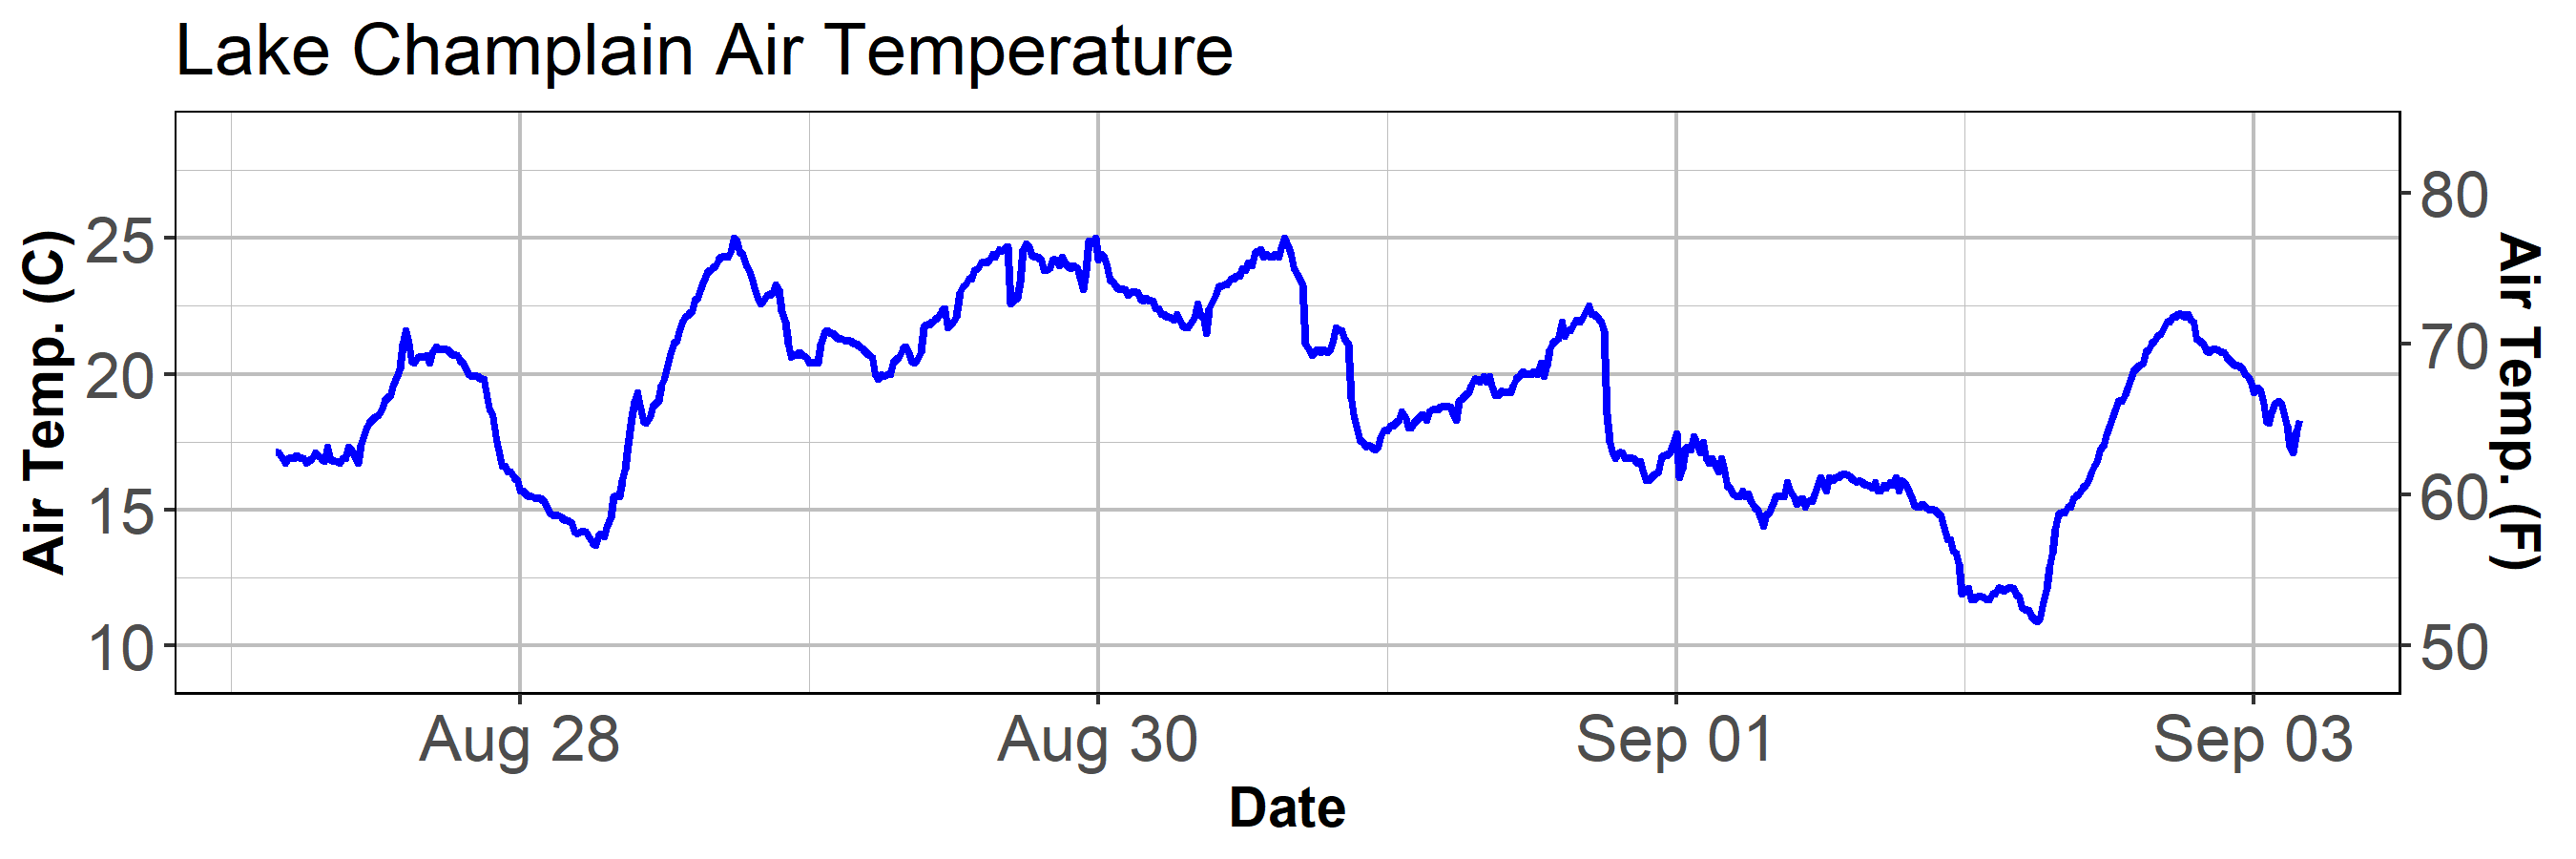 Lake Champlain Air Temperature
Air Temp. (C)
25
20
15
10
80
70
60
50
Air Temp. (F)
Aug 28
Aug 30
Sep 01
Sep 03
Date